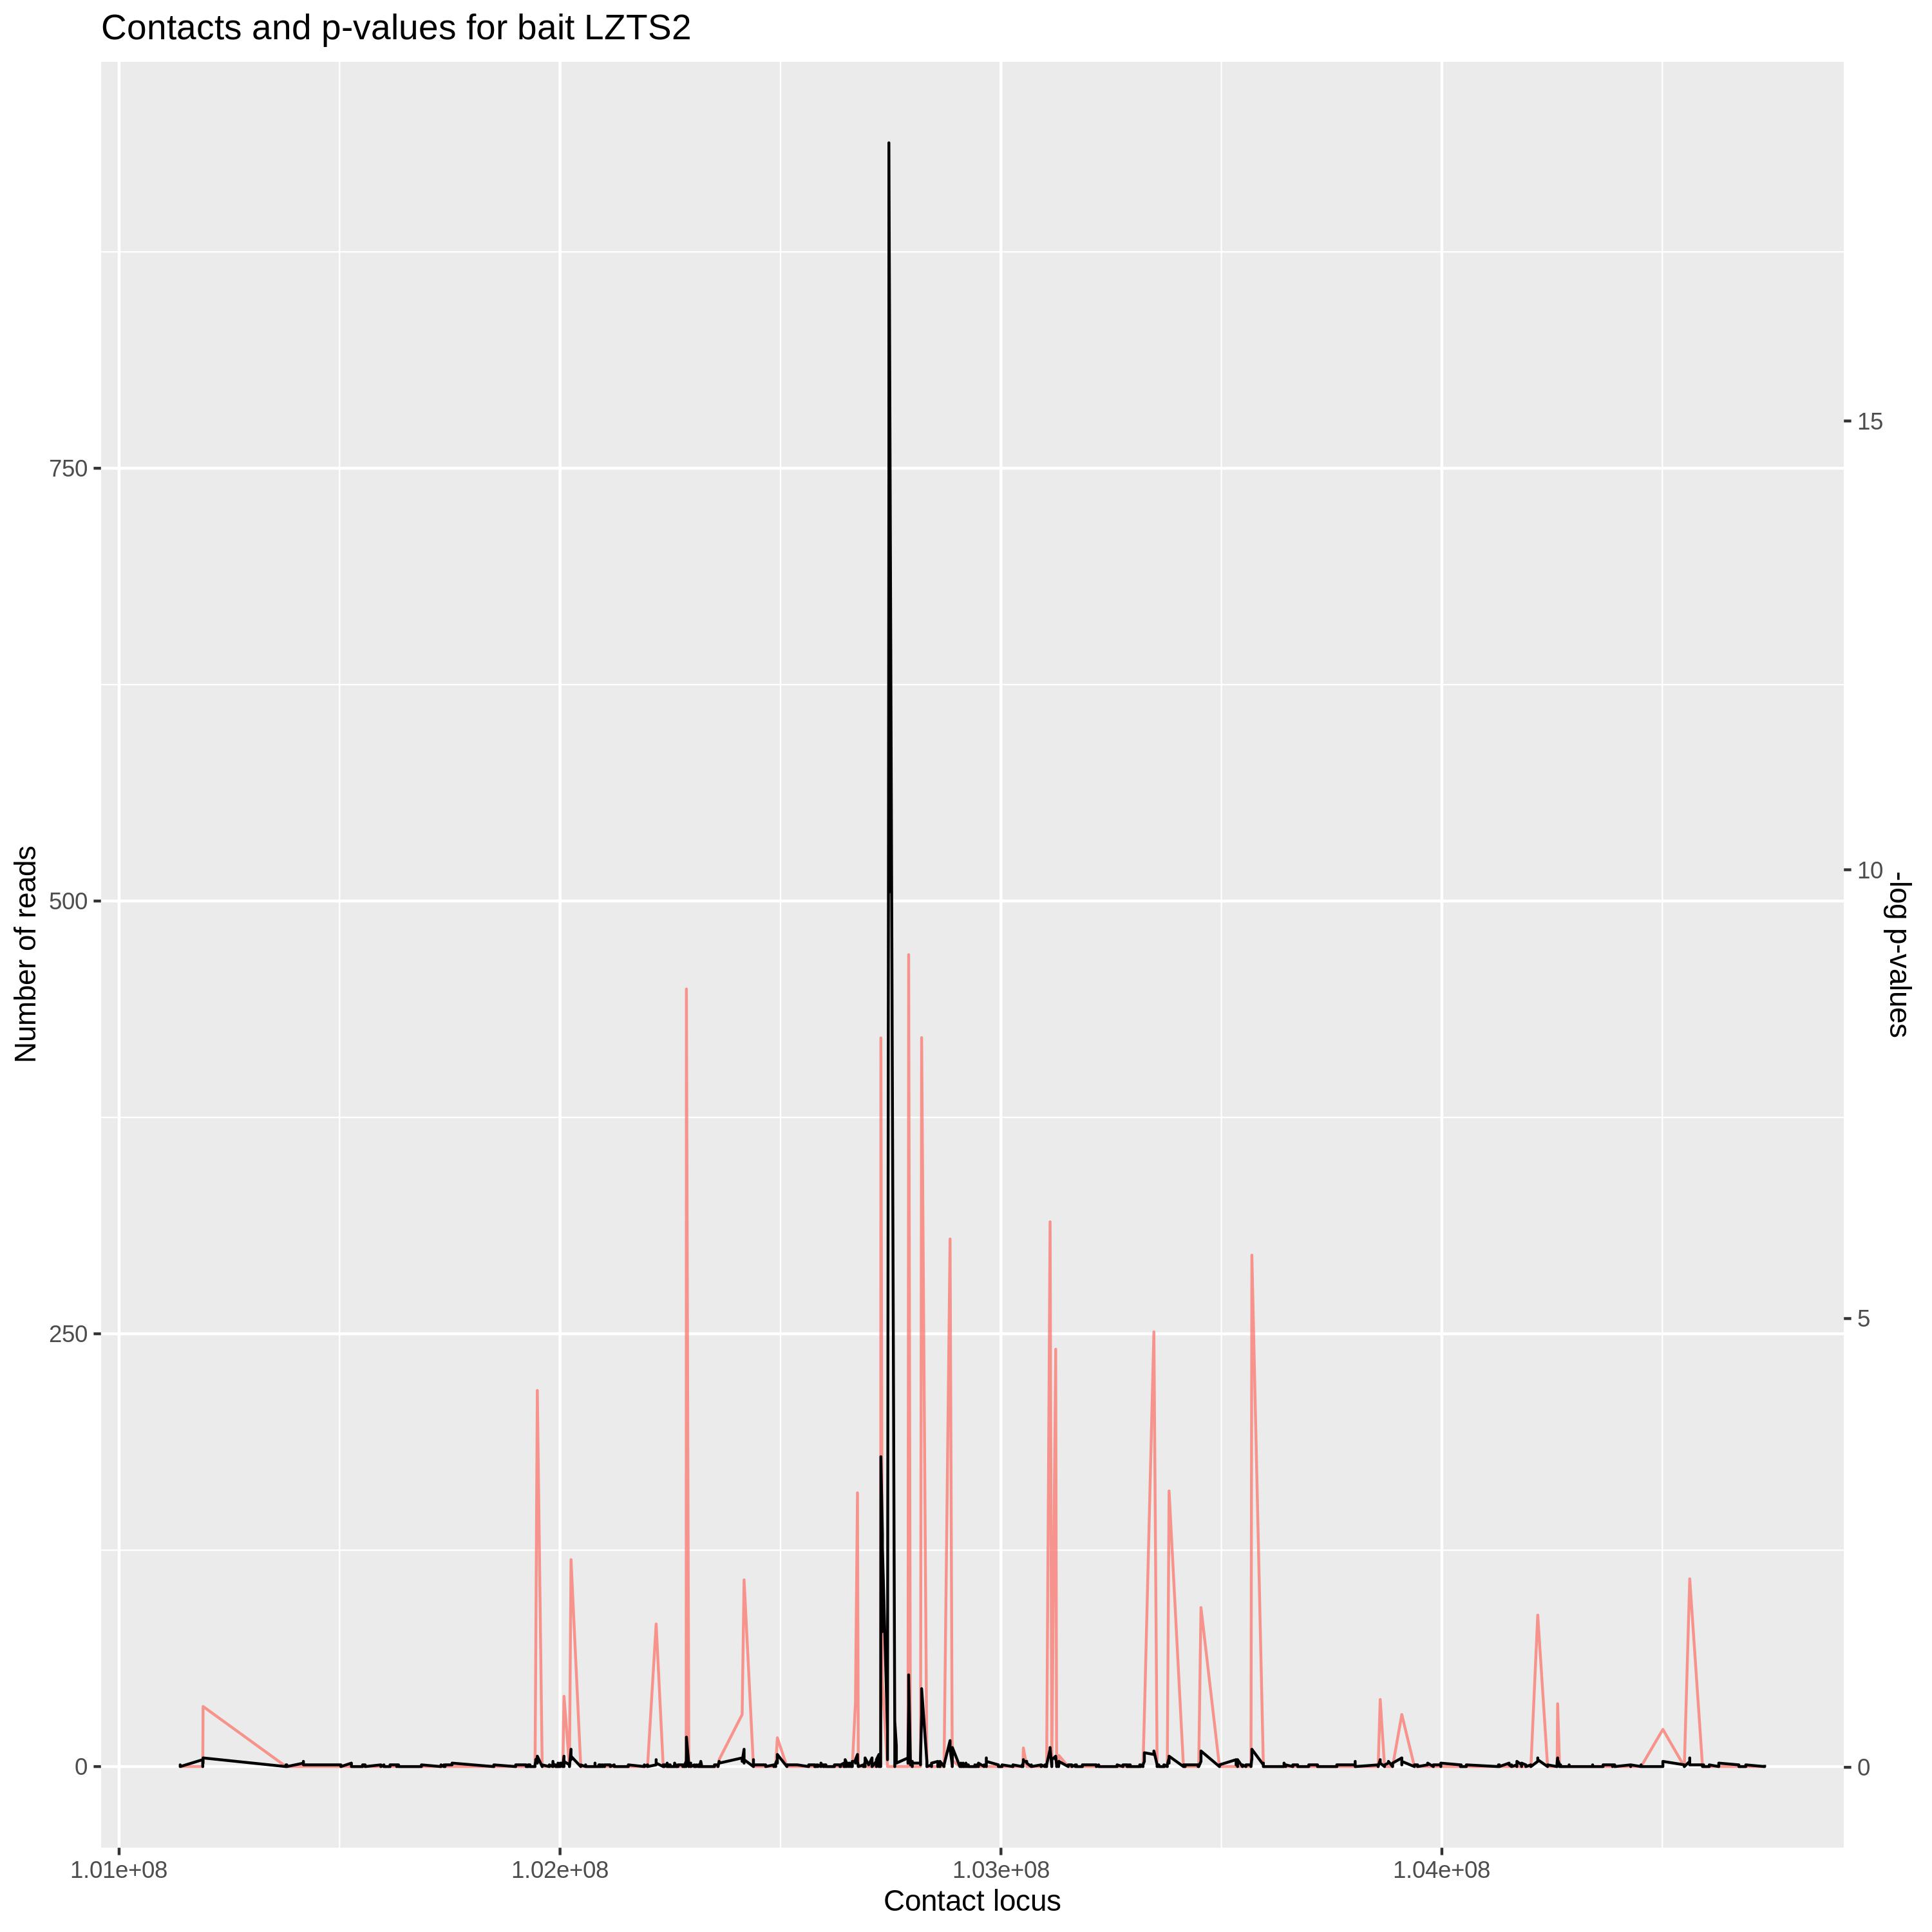 Contacts and p-values for bait LZTS2
750
500
250
0
Number of reads
15
10
5
0
-log p-values
1.01e+08
1.02e+08
1.03e+08
1.04e+08
Contact locus